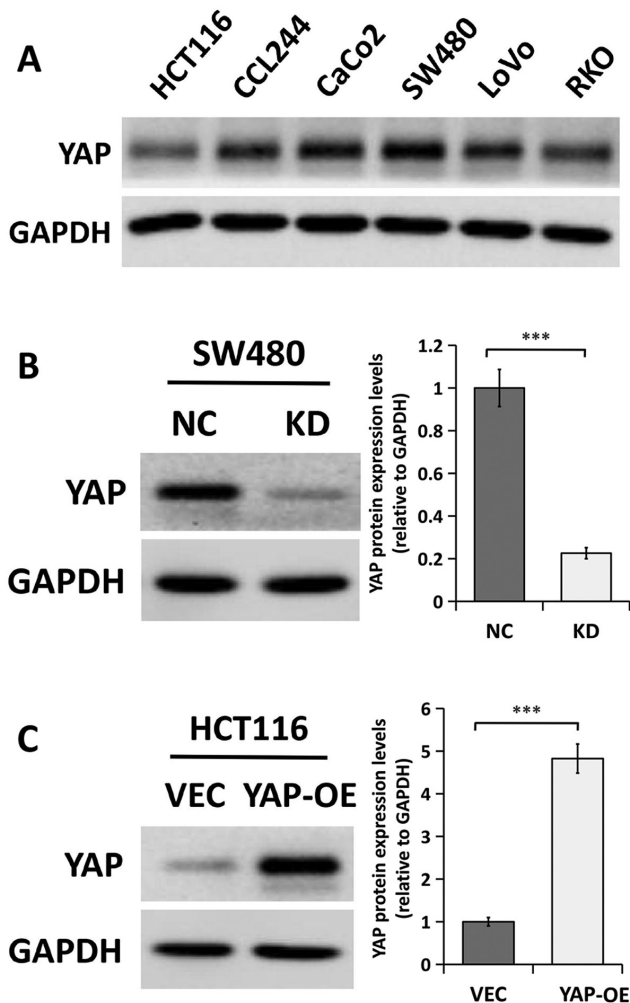 A
HCT116
CCL244
CaCo2
SW480
LoVo
RKO
YAP
GAPDH
B
SW480
NC KD
YAP
GAPDH
YAP protein expression levels
(relative to GAPDH)
1.2
1
0.8
0.6
0.4
0.2
0
***
NC KD
C
HCT116
VEC YAP-OE
YAP
GAPDH
YAP protein expression levels
(relative to GAPDH)
6
5
4
3
2
1
0
***
VEC YAP-OE